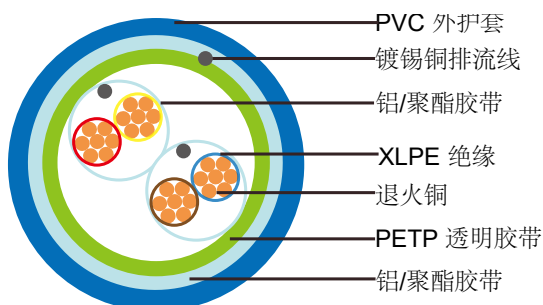 PVC 外护套
镀锡铜排流线
铝/聚酯胶带
XLPE 绝缘
退火铜
PETP 透明胶带
铝/聚酯胶带